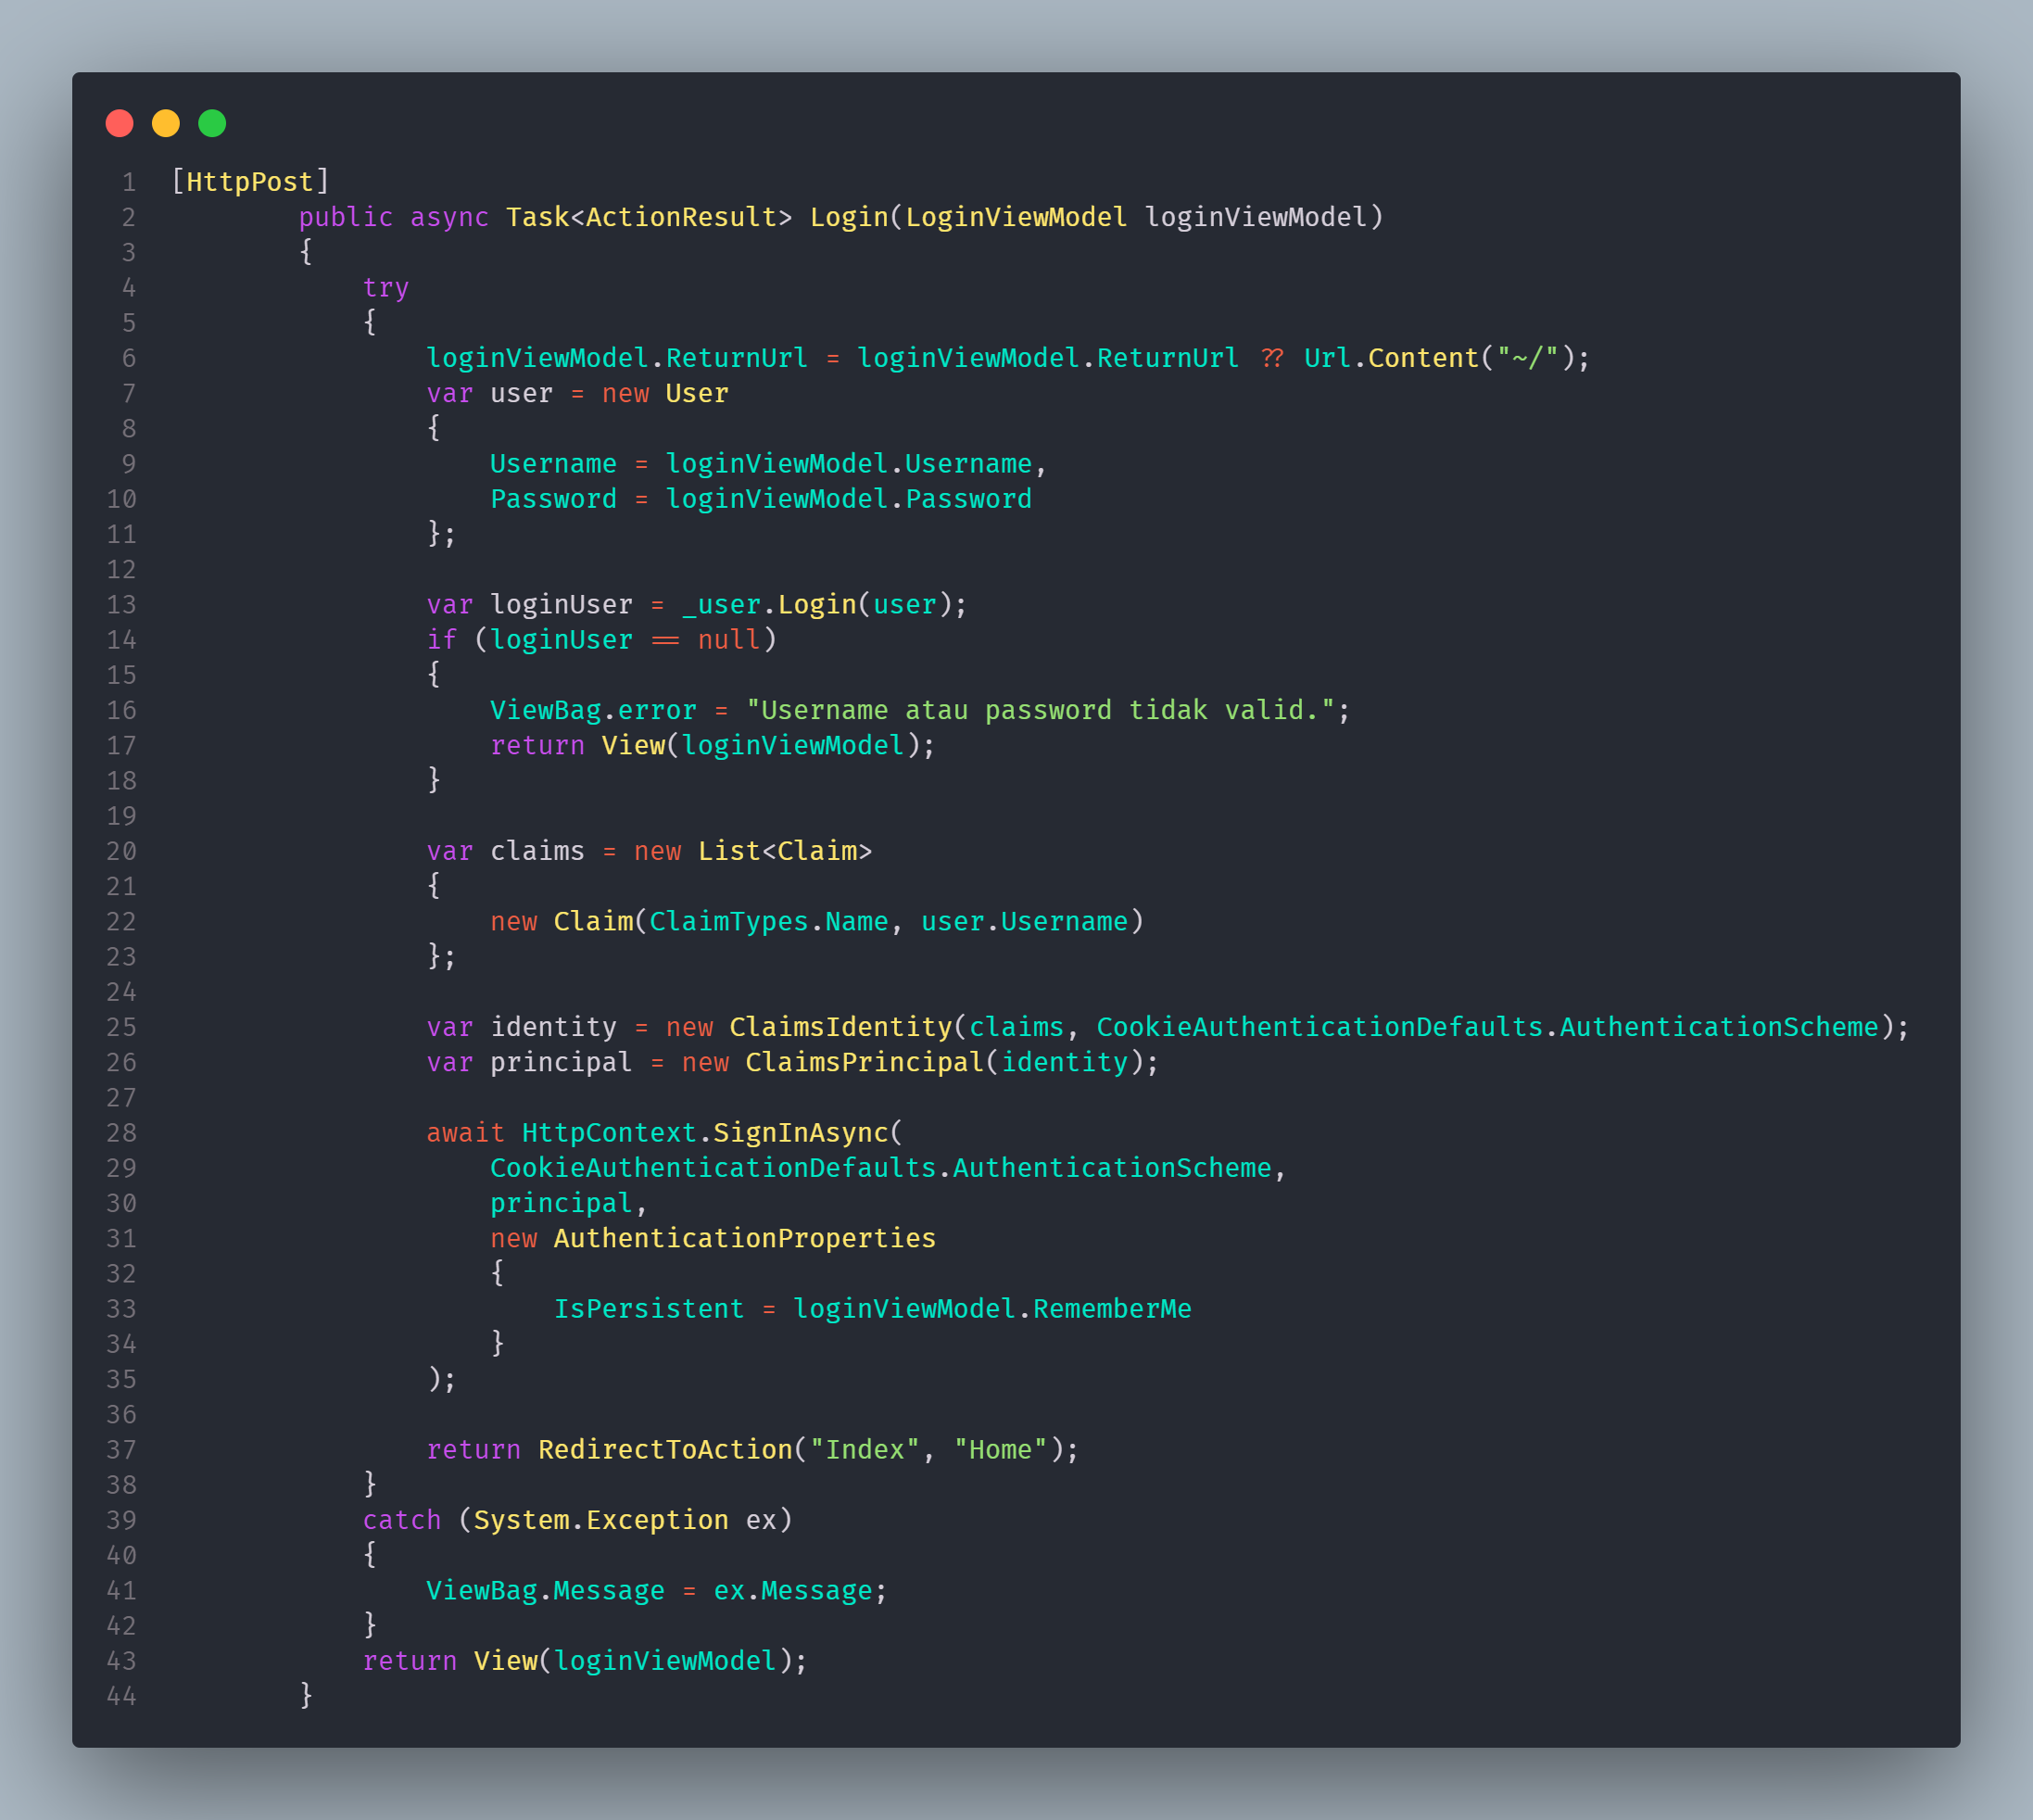 1 [HttpPost]
2         public async Task<ActionResult> Login(LoginViewModel loginViewModel)
3         {
4             try
5             {
6                 loginViewModel.ReturnUrl = loginViewModel.ReturnUrl ?? Url.Content("~/");
7                 var user = new User
8                 {
9                     Username = loginViewModel.Username,
10                     Password = loginViewModel.Password
11                 };
12
13                 var loginUser = _user.Login(user);
14                 if (loginUser == null)
15                 {
16                     ViewBag.error = "Username atau password tidak valid.";
17                     return View(loginViewModel);
18                 }
19
20                 var claims = new List<Claim>
21                 {
22                     new Claim(ClaimTypes.Name, user.Username)
23                 };
24
25                 var identity = new ClaimsIdentity(claims, CookieAuthenticationDefaults.AuthenticationScheme);
26                 var principal = new ClaimsPrincipal(identity);
27
28                 await HttpContext.SignInAsync(
29                     CookieAuthenticationDefaults.AuthenticationScheme,
30                     principal,
31                     new AuthenticationProperties
32                     {
33                         IsPersistent = loginViewModel.RememberMe
34                     }
35                 );
36
37                 return RedirectToAction("Index", "Home");
38             }
39             catch (System.Exception ex)
40             {
41                 ViewBag.Message = ex.Message;
42             }
43             return View(loginViewModel);
44         }